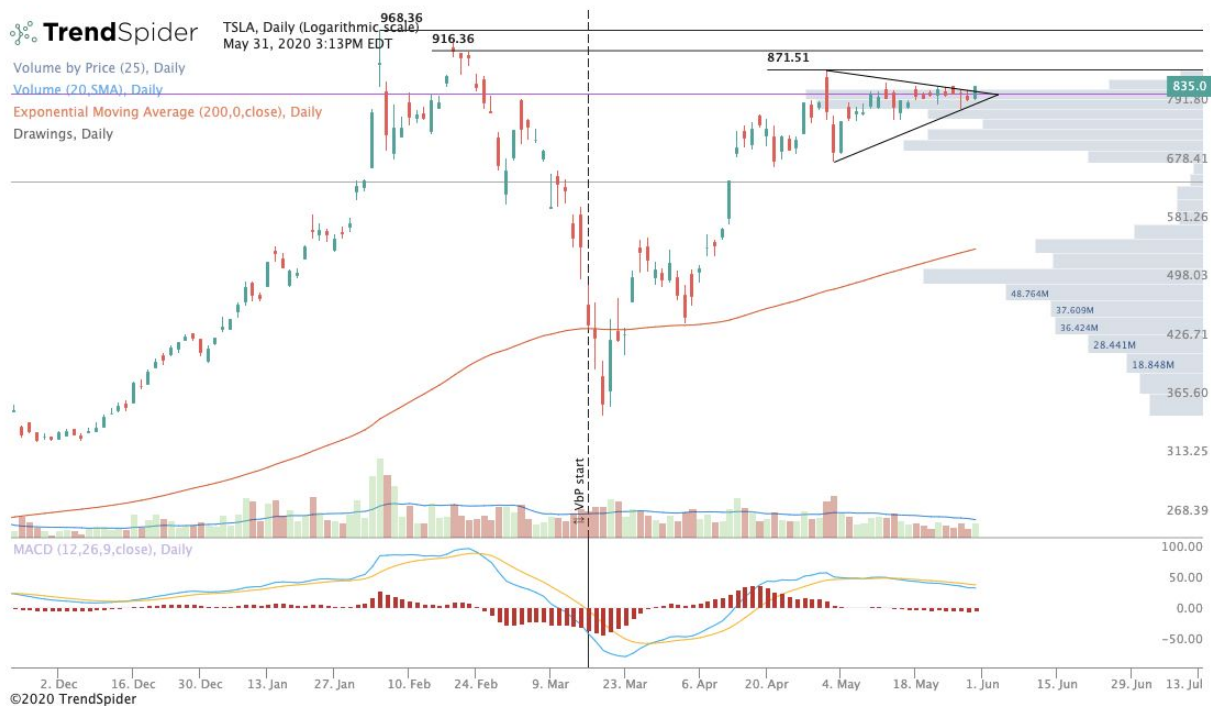 TrendSpider
TSLA, Daily (Logarithmic scale)
May 31, 2020 3:13PM EDT
968.36
916.36
871.51
Volume by Price (25), Daily
Volume (20,SMA), Daily
Exponential Moving Average (200,0,close), Daily
Drawings, Daily
835.0
791.80
678.41
581.26
498.03
48.764M
37.609M
36.424M
426.71
28.441M
18.848M
365.60
313.25
VbP start
268.39
MACD (12,26,9,close), Daily
100.00
50.00
0.00
-50.00
2. Dec 16. Dec 30. Dec 13. Jan 27. Jan 10. Feb 24. Feb 9. Mar 23. Mar 6. Apr 20. Apr 4. May 18. May 1. Jun 15. Jun 29. Jun 13. Jul
©2020 TrendSpider